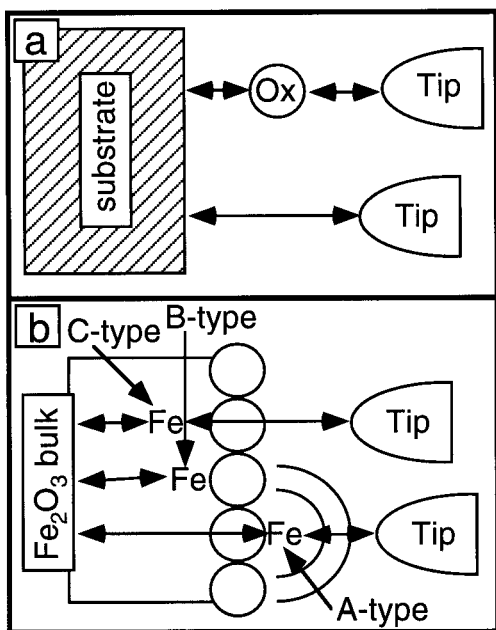 a
substrate
Ox
Tip
Tip
b
C-type
B-type
Fe₂O₃ bulk
Fe
Tip
Fe
Fe
Tip
A-type